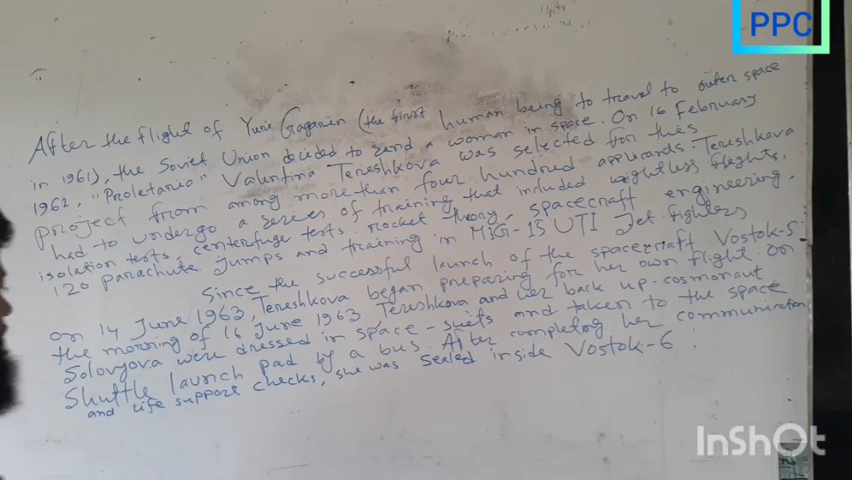 PPC
After the flight of Yurie Gagarien (the first human being to travel to outer space
in 1961), the Soviet Union decided to send a woman in space. On 16 February
1962, "Proletario" Valentina Tereshkova was selected for this
project from among more than four hundred applicants. Tereshkova
had to undergo a series of training that included weightless flights,
isolation tests, centerfuge tests. rocket theory, spacecraft engineering,
120 parachute jumps and training in MIG-15 UTI Jet fighters
Since the successful launch of the spacecraft Vostok-5
on 14 June 1963, Tereshkova began preparing for her own flight. On
the morning of 16 June 1963 Tereshkova and her back up-cosmonaut
Solovyova were dressed in space-suits and taken to the space
Shuttle launch pad by a bus. After completing her communication
and life support checks, she was sealed inside Vostok-6.
InShOt